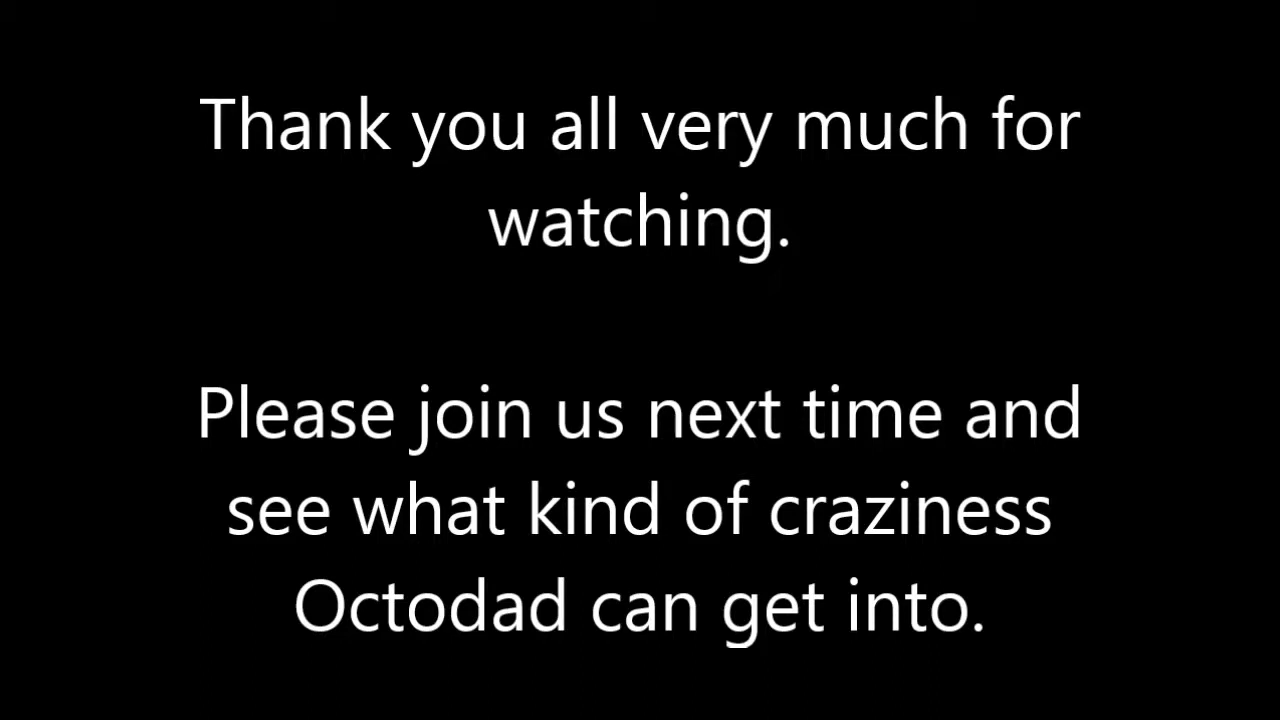 Thank you all very much for
watching.
Please join us next time and
see what kind of craziness
Octodad can get into.